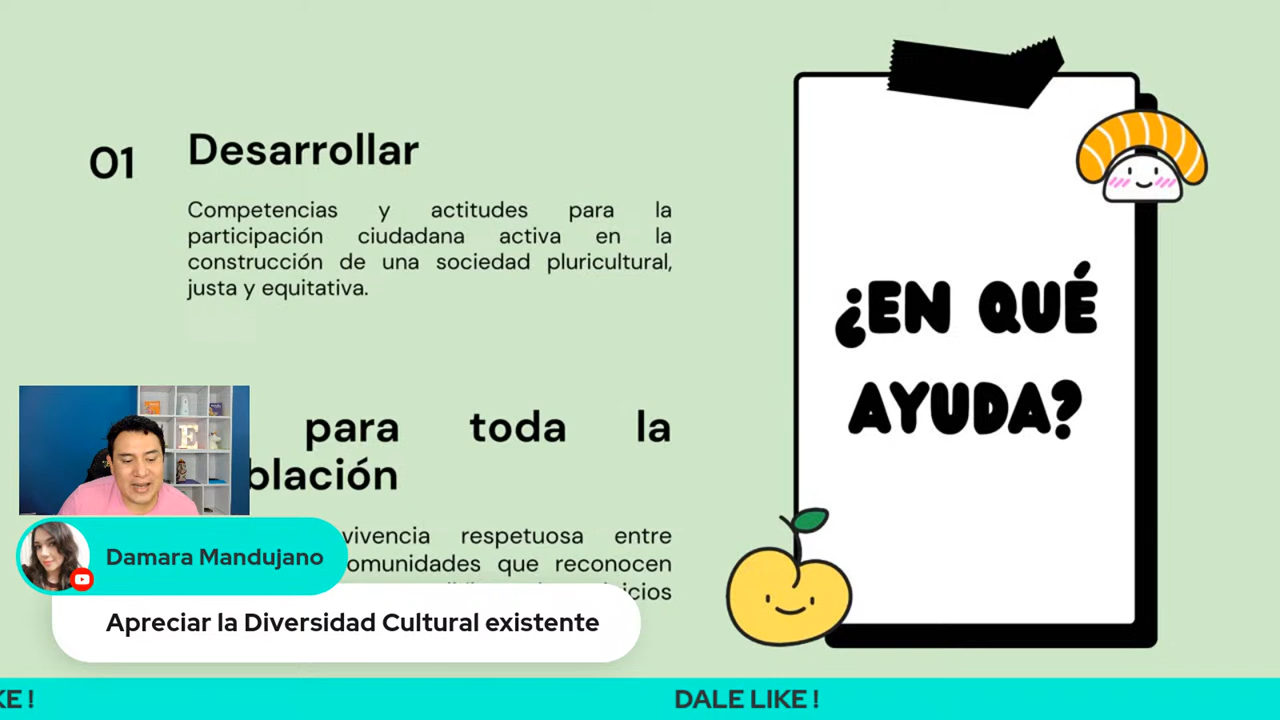 01
Desarrollar
Competencias y actitudes para la
participación ciudadana activa en la
construcción de una sociedad pluricultural,
justa y equitativa.
para toda la
blación
vivencia respetuosa entre
omunidades que reconocen
icios
¿EN QUÉ
AYUDA?
E
Damara Mandujano
Apreciar la Diversidad Cultural existente
KE !
DALE LIKE !